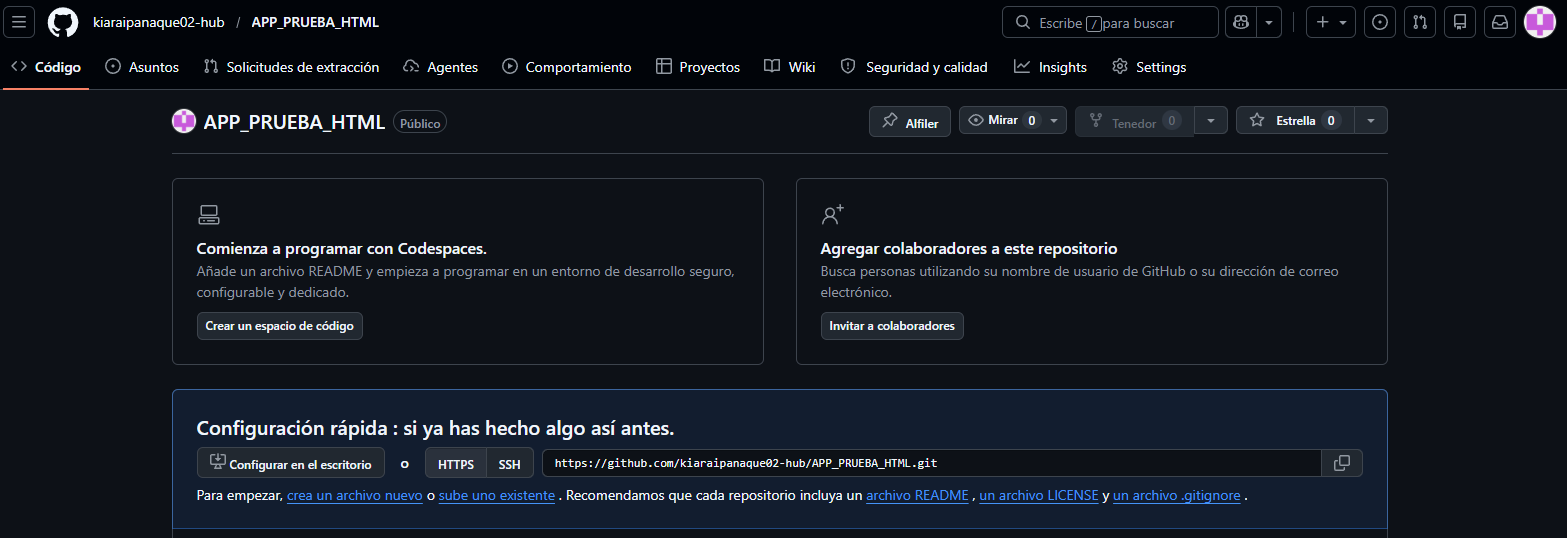 kiaraipanaque02-hub / APP_PRUEBA_HTML
Escribe / para buscar
Código Asuntos Solicitudes de extracción Agentes Comportamiento Proyectos Wiki Seguridad y calidad Insights Settings
APP_PRUEBA_HTML Público
Alfiler Mirar 0 Tenedor 0 Estrella 0
Comienza a programar con Codespaces.
Añade un archivo README y empieza a programar en un entorno de desarrollo seguro,
configurable y dedicado.
Crear un espacio de código
Agregar colaboradores a este repositorio
Busca personas utilizando su nombre de usuario de GitHub o su dirección de correo
electrónico.
Invitar a colaboradores
Configuración rápida : si ya has hecho algo así antes.
Configurar en el escritorio o HTTPS SSH https://github.com/kiaraipanaque02-hub/APP_PRUEBA_HTML.git
Para empezar, crea un archivo nuevo o sube uno existente . Recomendamos que cada repositorio incluya un archivo README , un archivo LICENSE y un archivo .gitignore .